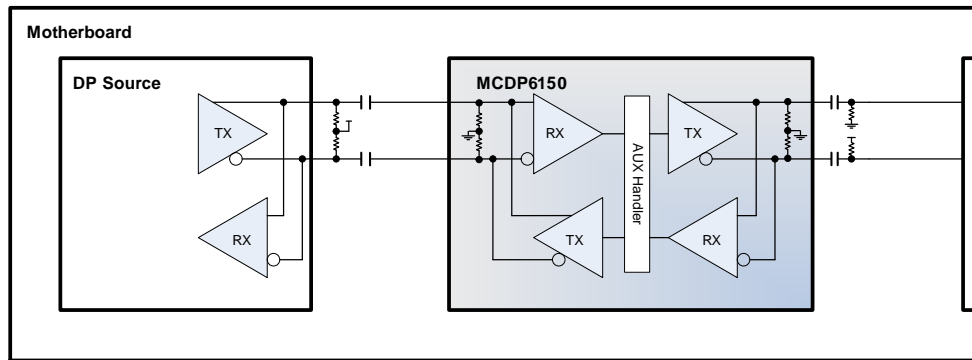 Motherboard
DP Source
MCDP6150
TX
RX
RX
TX
AUX Handler
TX
RX